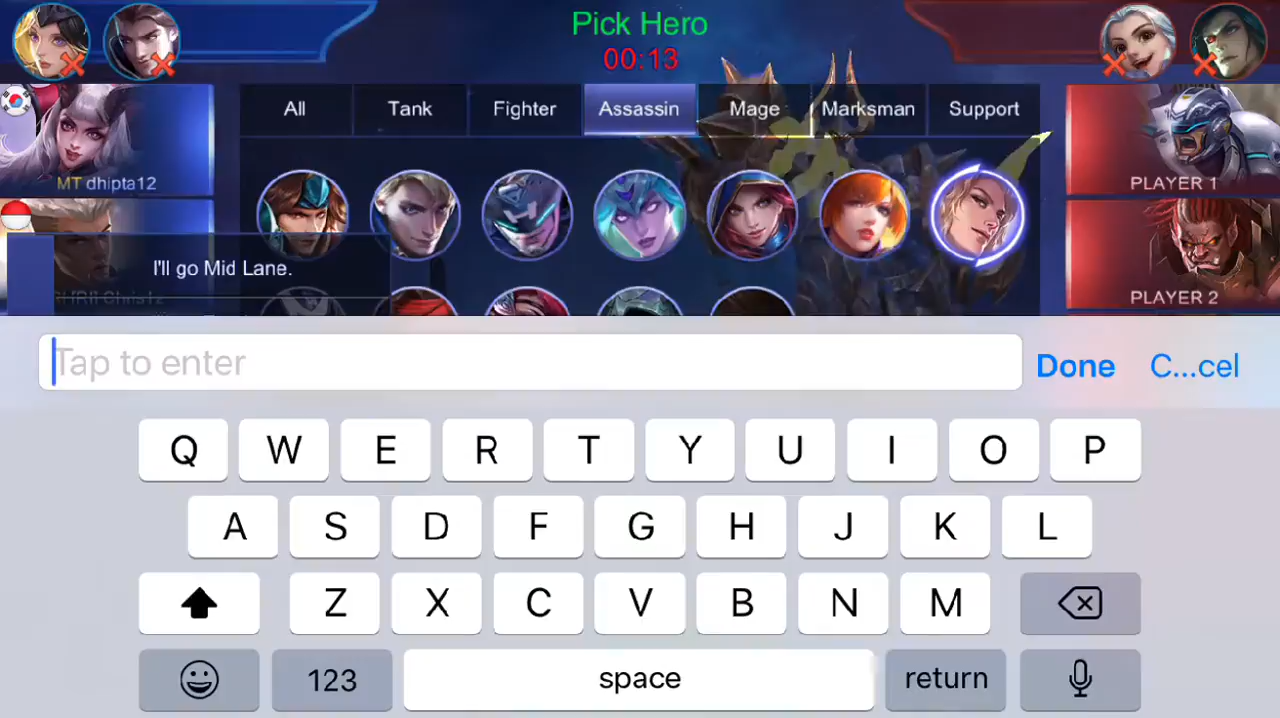 Pick Hero
00:13
All
Tank
Fighter
Assassin
Mage
Marksman
Support
MT dhipta12
PLAYER 1
I'll go Mid Lane.
PLAYER 2
Tap to enter
Done
C...cel
Q W E R T Y U I O P
A S D F G H J K L
Z X C V B N M
123
space
return